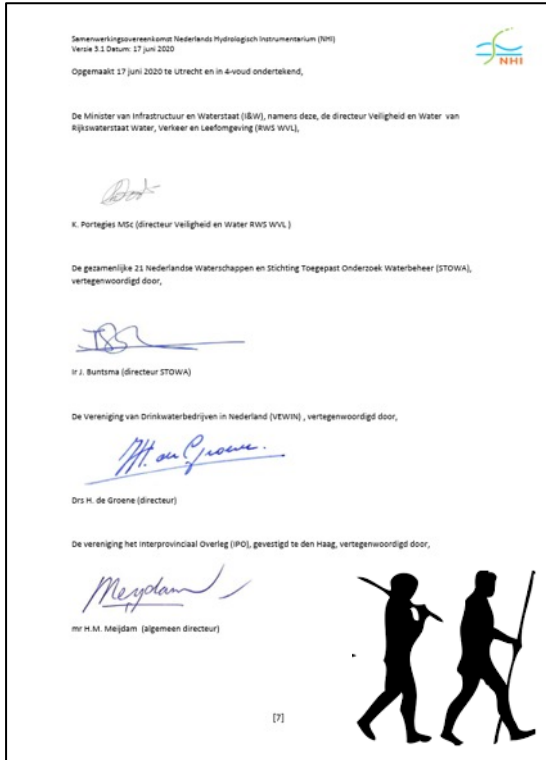 Samenwerkingsovereenkomst Nederlands Hydrologisch Instrumentarium (NHI)
Versie 3.1 Datum: 17 juni 2020
NHI
Opgemaakt 17 juni 2020 te Utrecht en in 4-voud ondertekend,
De Minister van Infrastructuur en Waterstaat (I&W), namens deze, de directeur Veiligheid en Water van
Rijkswaterstaat Water, Verkeer en Leefomgeving (RWS WVL),
K. Portegies MSc (directeur Veiligheid en Water RWS WVL )
De gezamenlijke 21 Nederlandse Waterschappen en Stichting Toegepast Onderzoek Waterbeheer (STOWA),
vertegenwoordigd door,
Ir J. Buntsma (directeur STOWA)
De Vereniging van Drinkwaterbedrijven in Nederland (VEWIN) , vertegenwoordigd door,
H. de Groene.
Drs H. de Groene (directeur)
De vereniging het Interprovinciaal Overleg (IPO), gevestigd te den Haag, vertegenwoordigd door,
Meydam
mr H.M. Meijdam (algemeen directeur)
[7]